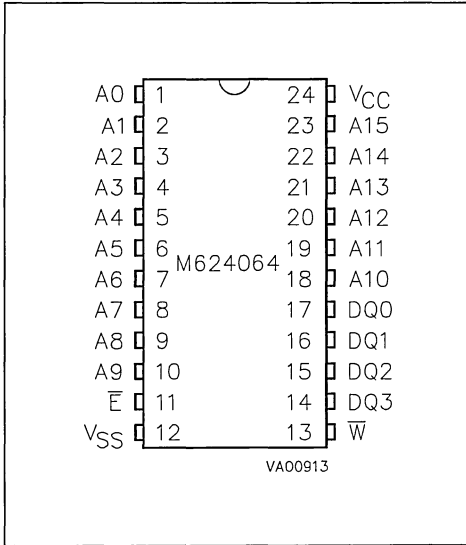 A0 1 24 VCC
A1 2 23 A15
A2 3 22 A14
A3 4 21 A13
A4 5 20 A12
A5 6 19 A11
M624064
A6 7 18 A10
A7 8 17 DQ0
A8 9 16 DQ1
A9 10 15 DQ2
E̅ 11 14 DQ3
VSS 12 13 W̅
VA00913